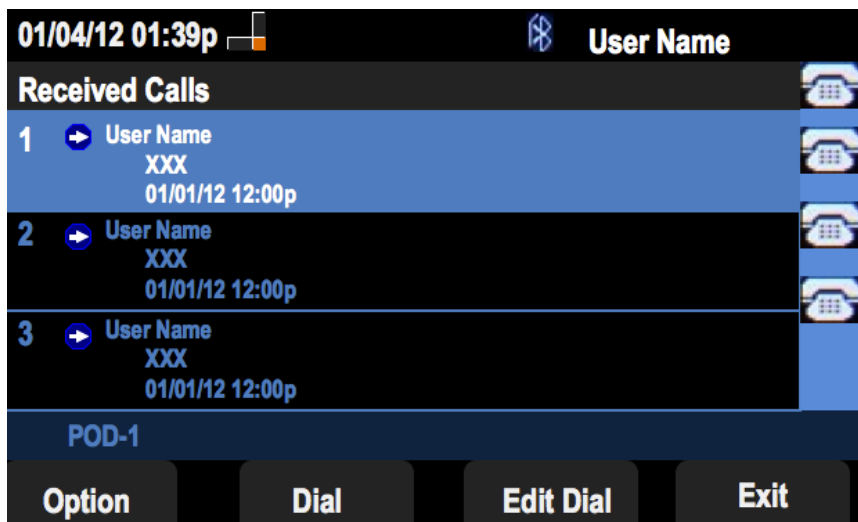 01/04/12 01:39p
User Name
Received Calls
1 User Name
XXX
01/01/12 12:00p
2 User Name
XXX
01/01/12 12:00p
3 User Name
XXX
01/01/12 12:00p
POD-1
Option Dial Edit Dial Exit